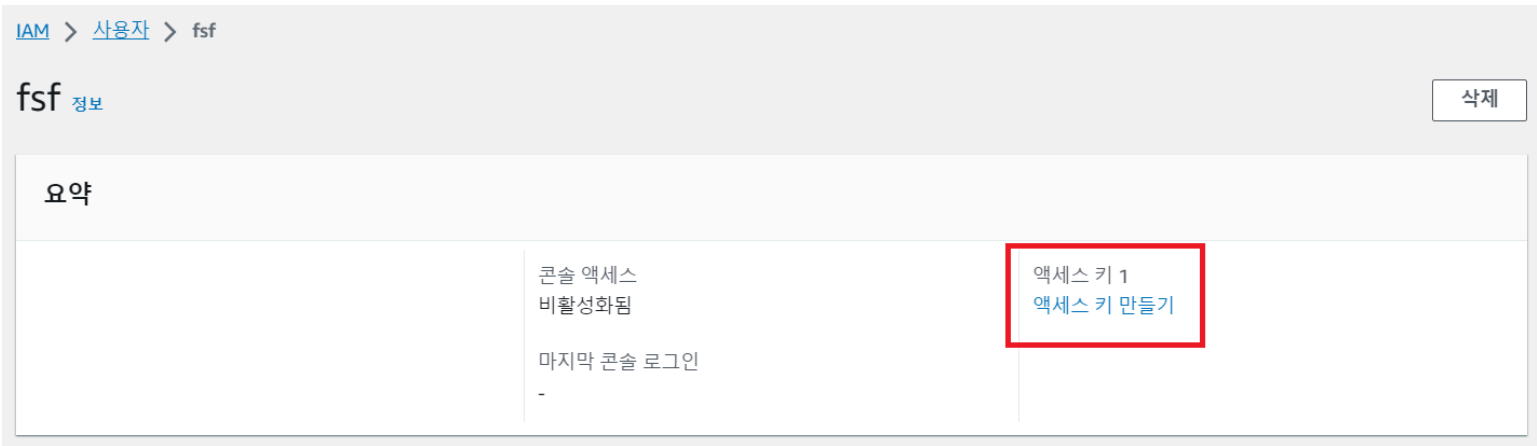 IAM > 사용자 > fsf
fsf 정보
삭제
요약
콘솔 액세스
비활성화됨
마지막 콘솔 로그인
-
액세스 키 1
액세스 키 만들기